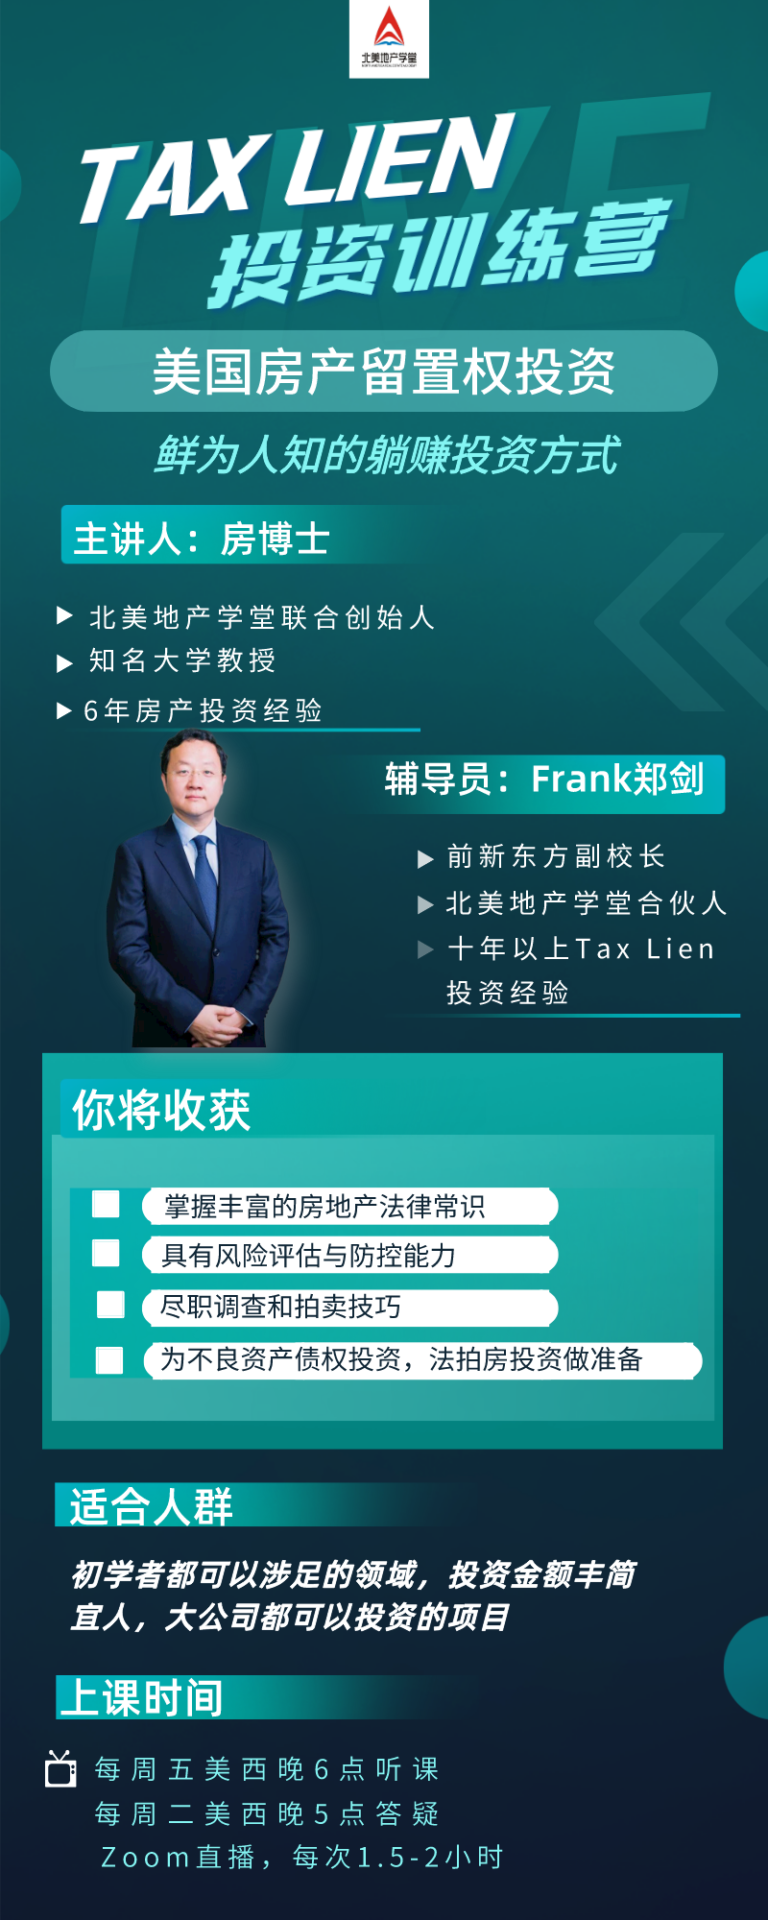 北美地产学堂
TAX LIEN
投资训练营
美国房产留置权投资
鲜为人知的躺赚投资方式
主讲人：房博士
北美地产学堂联合创始人
知名大学教授
6年房产投资经验
辅导员：Frank郑剑
前新东方副校长
北美地产学堂合伙人
十年以上Tax Lien
投资经验
你将收获
掌握丰富的房地产法律常识
具有风险评估与防控能力
尽职调查和拍卖技巧
为不良资产债权投资，法拍房投资做准备
适合人群
初学者都可以涉足的领域，投资金额丰简
宜人，大公司都可以投资的项目
上课时间
每周五美西晚6点听课
每周二美西晚5点答疑
Zoom直播，每次1.5-2小时